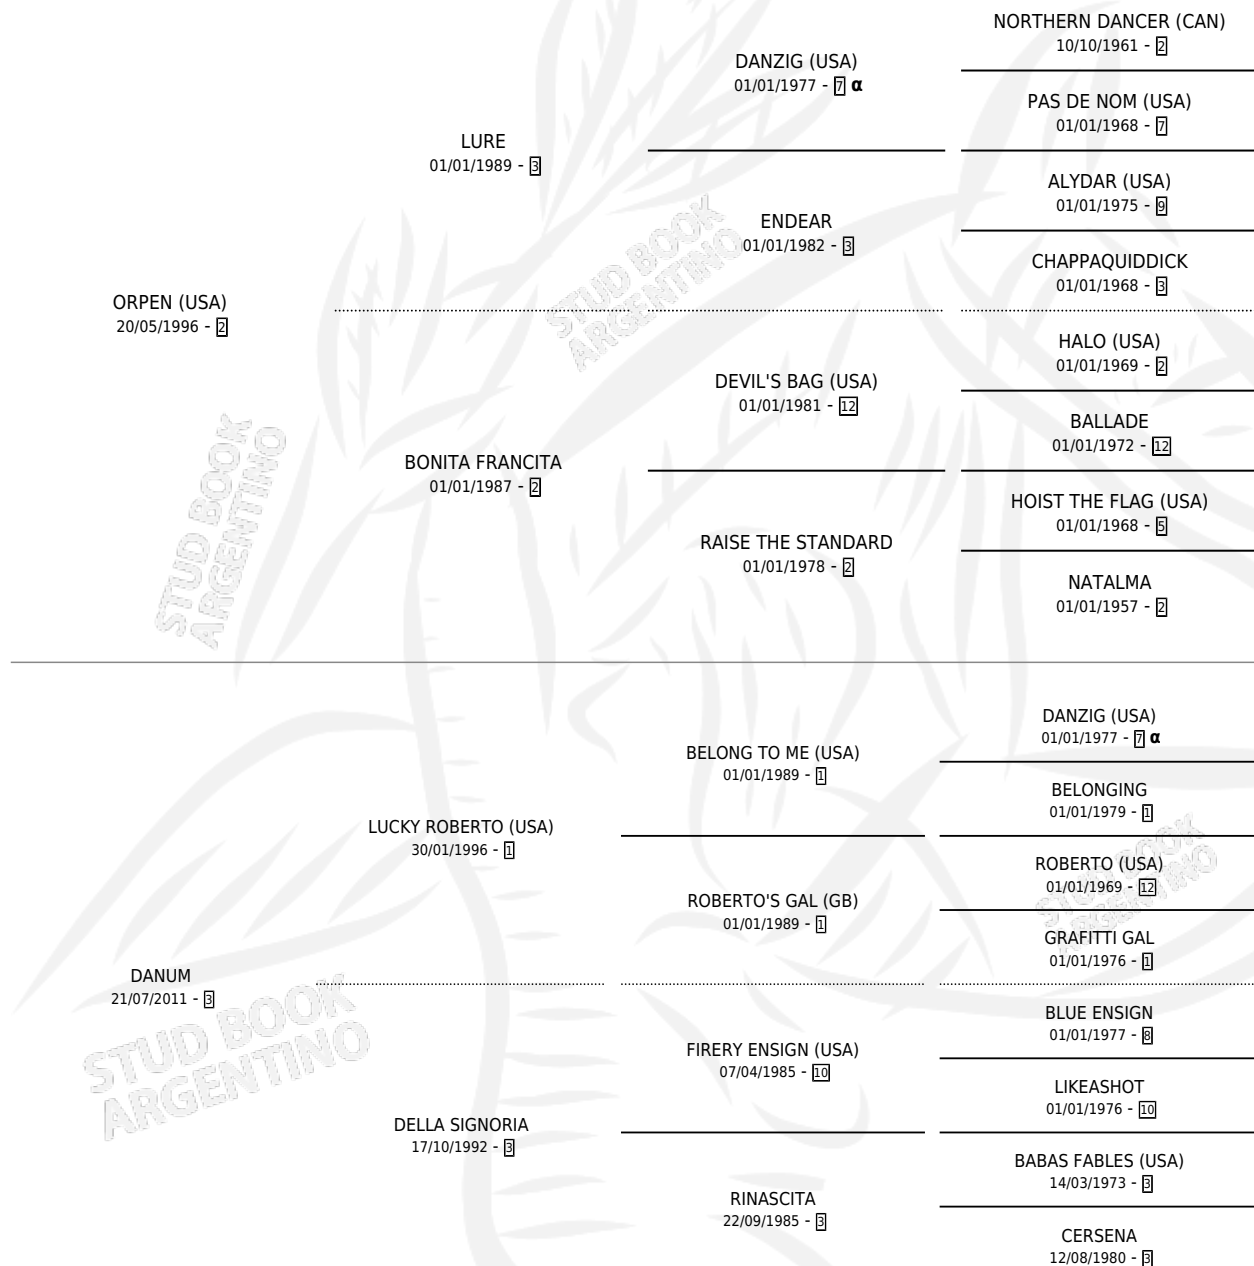 NORTHERN DANCER (CAN)
10/10/1961 - 2
DANZIG (USA)
01/01/1977 - 7 α
PAS DE NOM (USA)
01/01/1968 - 7
LURE
01/01/1989 - 3
ALYDAR (USA)
01/01/1975 - 9
ENDEAR
01/01/1982 - 3
CHAPPAQUIDDICK
01/01/1968 - 3
ORPEN (USA)
20/05/1996 - 2
HALO (USA)
01/01/1969 - 2
DEVIL'S BAG (USA)
01/01/1981 - 12
BALLADE
01/01/1972 - 12
BONITA FRANCITA
01/01/1987 - 2
HOIST THE FLAG (USA)
01/01/1968 - 5
RAISE THE STANDARD
01/01/1978 - 2
NATALMA
01/01/1957 - 2
DANZIG (USA)
01/01/1977 - 7 α
BELONG TO ME (USA)
01/01/1989 - 1
BELONGING
01/01/1979 - 1
LUCKY ROBERTO (USA)
30/01/1996 - 1
ROBERTO (USA)
01/01/1969 - 12
ROBERTO'S GAL (GB)
01/01/1989 - 1
GRAFITTI GAL
01/01/1976 - 1
DANUM
21/07/2011 - 3
BLUE ENSIGN
01/01/1977 - 8
FIRERY ENSIGN (USA)
07/04/1985 - 10
LIKEASHOT
01/01/1976 - 10
DELLA SIGNORIA
17/10/1992 - 3
BABAS FABLES (USA)
14/03/1973 - 3
RINASCITA
22/09/1985 - 3
CERSENA
12/08/1980 - 3
STUD BOOK
ARGENTINO
STUD BOOK
ARGENTINO
STUD BOOK
ARGENTINO
STUD BOOK
ARGENTINO